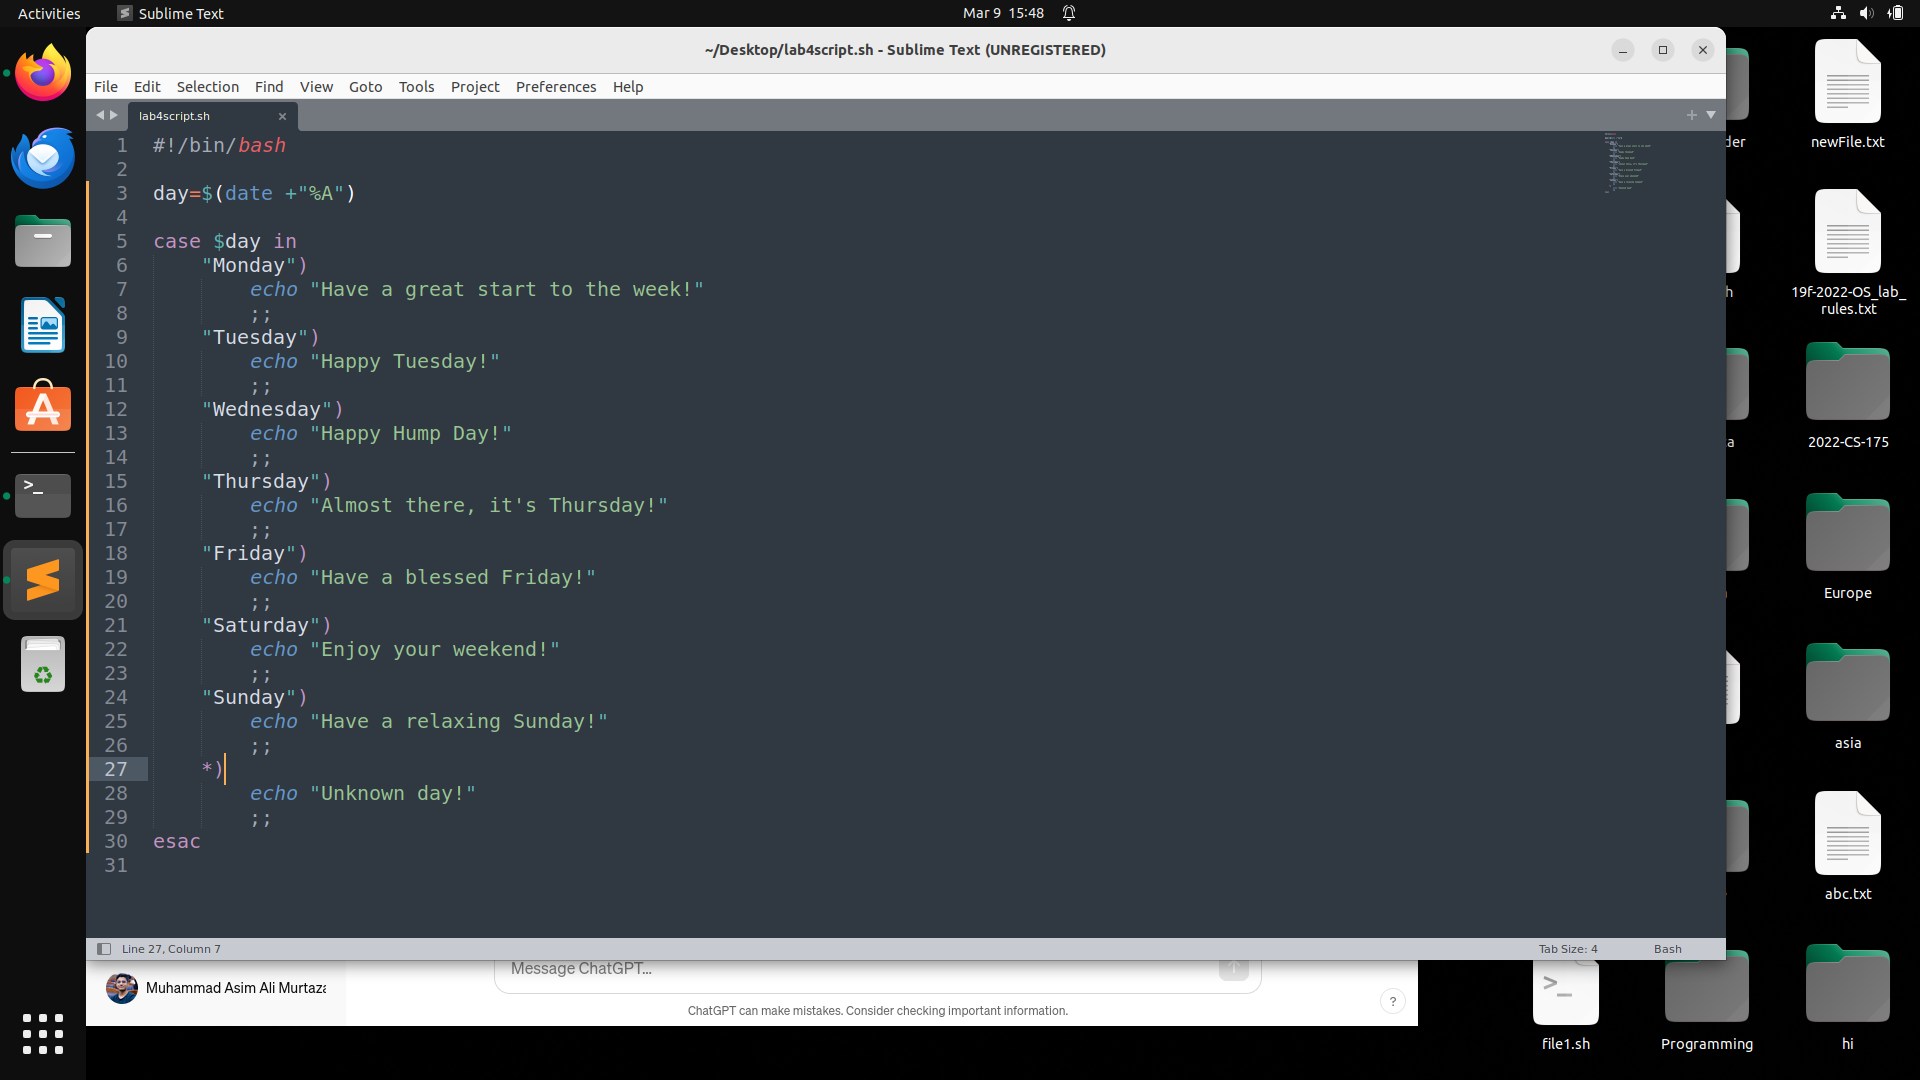 Activities
Sublime Text
Mar 9 15:48
~/Desktop/lab4script.sh - Sublime Text (UNREGISTERED)
File Edit Selection Find View Goto Tools Project Preferences Help
lab4script.sh
1 #!/bin/bash
2
3 day=$(date +"%A")
4
5 case $day in
6 "Monday")
7 echo "Have a great start to the week!"
8 ;;
9 "Tuesday")
10 echo "Happy Tuesday!"
11 ;;
12 "Wednesday")
13 echo "Happy Hump Day!"
14 ;;
15 "Thursday")
16 echo "Almost there, it's Thursday!"
17 ;;
18 "Friday")
19 echo "Have a blessed Friday!"
20 ;;
21 "Saturday")
22 echo "Enjoy your weekend!"
23 ;;
24 "Sunday")
25 echo "Have a relaxing Sunday!"
26 ;;
27 *)
28 echo "Unknown day!"
29 ;;
30 esac
31
Line 27, Column 7
Tab Size: 4
Bash
Muhammad Asim Ali Murtaza
Message ChatGPT...
ChatGPT can make mistakes. Consider checking important information.
?
der
newFile.txt
h
19f-2022-OS_lab_
rules.txt
a
2022-CS-175
Europe
asia
abc.txt
file1.sh
Programming
hi